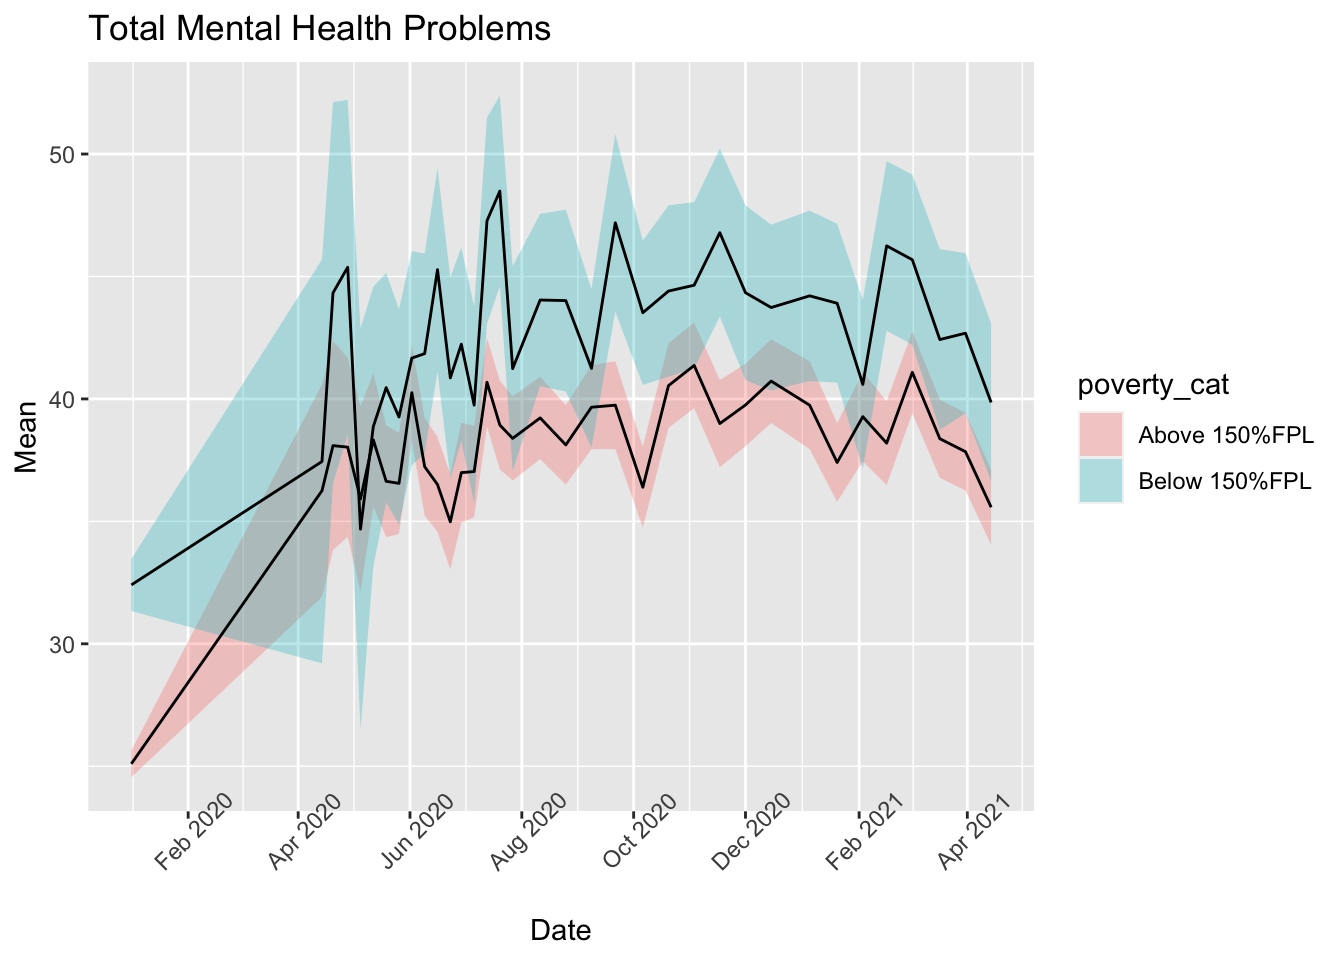 Total Mental Health Problems
Mean
50
40
30
Feb 2020
Apr 2020
Jun 2020
Aug 2020
Oct 2020
Dec 2020
Feb 2021
Apr 2021
Date
poverty_cat
Above 150%FPL
Below 150%FPL